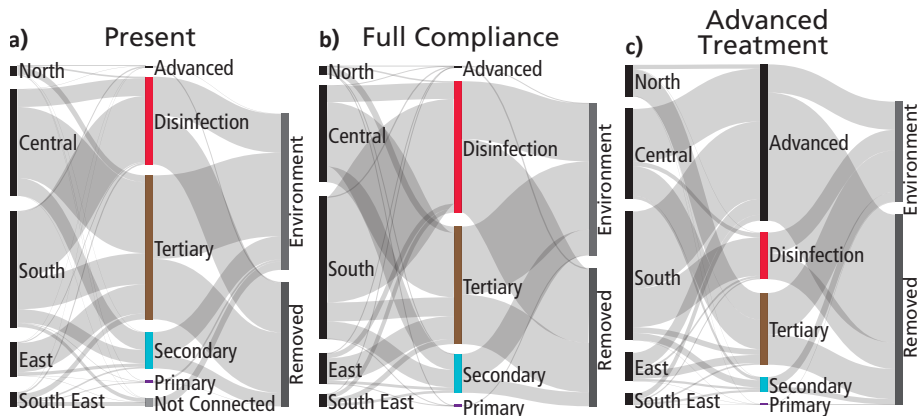 a)
Present
North
Central
South
East
South East
Advanced
Disinfection
Tertiary
Secondary
Primary
Not Connected
Environment
Removed
b)
Full Compliance
North
Central
South
East
South East
Advanced
Disinfection
Tertiary
Secondary
Primary
Environment
Removed
c)
Advanced
Treatment
North
Central
South
East
South East
Advanced
Disinfection
Tertiary
Secondary
Primary
Environment
Removed